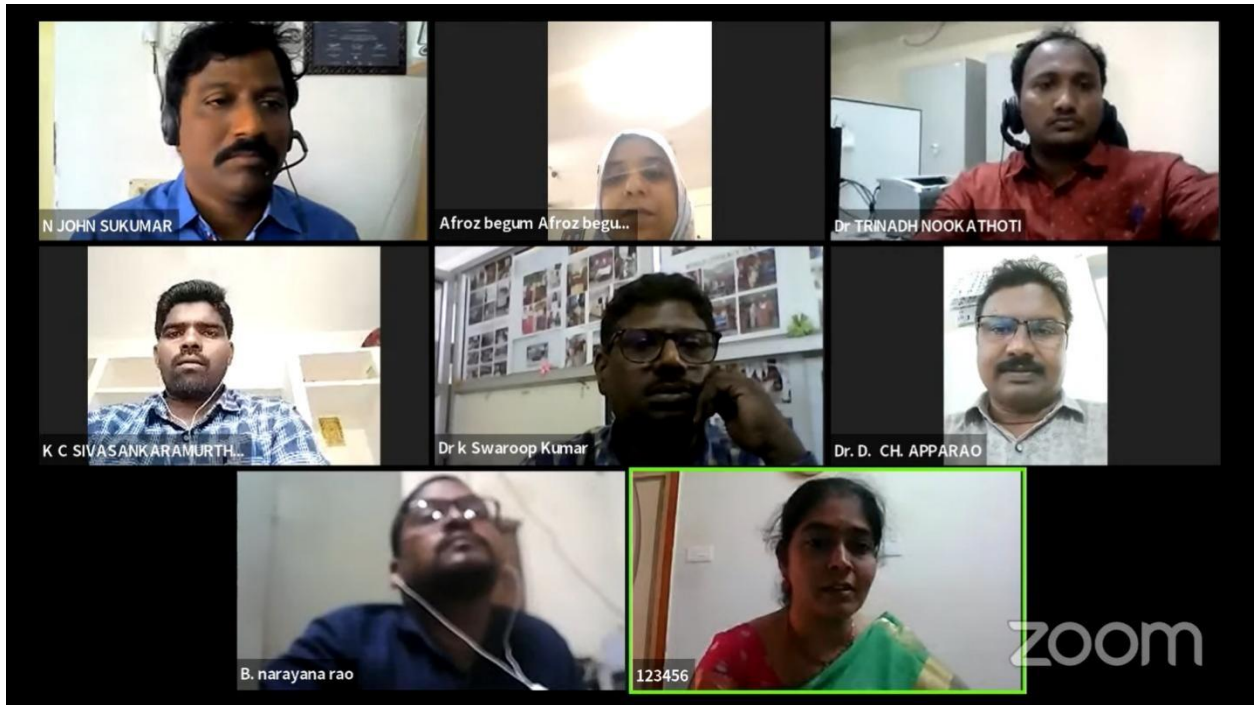 N JOHN SUKUMAR
Afroz begum Afroz begu...
Dr TRINADH NOOKATHOTI
K C SIVASANKARAMURTH...
Dr k Swaroop Kumar
Dr. D. CH. APPARAO
B. narayana rao
123456
zoom